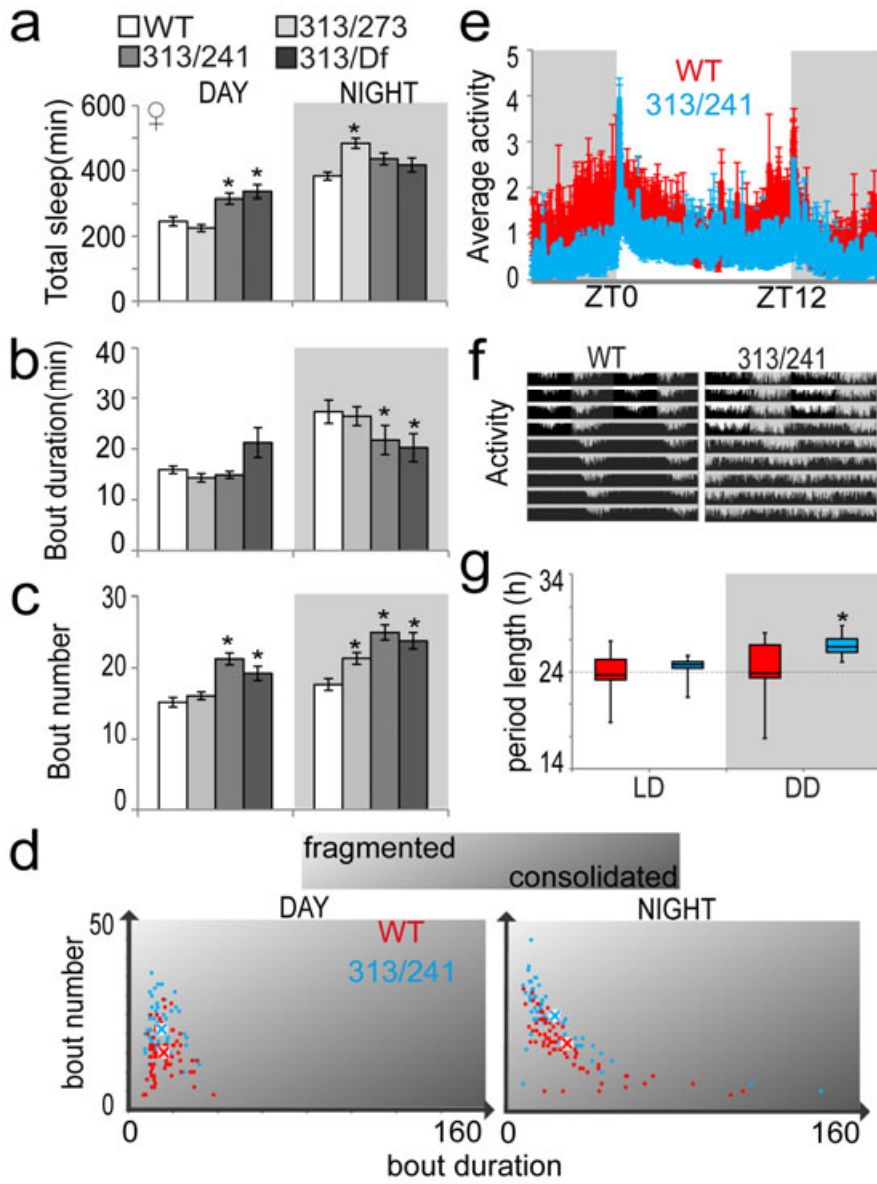 a
WT
313/273
313/241
313/Df
DAY
NIGHT
Total sleep(min)
600
400
200
0
♀
*
*
*
b
Bout duration(min)
40
30
20
10
0
*
*
c
Bout number
30
20
10
0
*
*
*
*
*
d
fragmented
consolidated
DAY
NIGHT
bout number
50
0
WT
313/241
0
160
0
160
bout duration
e
Average activity
5
4
3
2
1
0
WT
313/241
ZT0
ZT12
f
WT
313/241
Activity
g
period length (h)
34
24
14
*
LD
DD